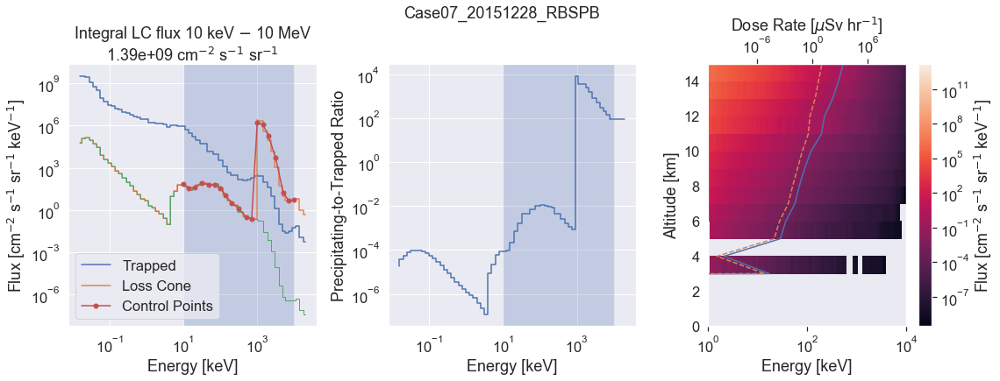 Case07_20151228_RBSPB
Integral LC flux 10 keV − 10 MeV
1.39e+09 cm⁻² s⁻¹ sr⁻¹
Flux [cm⁻² s⁻¹ sr⁻¹ keV⁻¹]
10⁹
10⁶
10³
10⁰
10⁻³
10⁻⁶
Trapped
Loss Cone
Control Points
10⁻¹ 10¹ 10³
Energy [keV]
Precipitating-to-Trapped Ratio
10⁴
10²
10⁰
10⁻²
10⁻⁴
10⁻⁶
10⁻¹ 10¹ 10³
Energy [keV]
Dose Rate [μSv hr⁻¹]
10⁻⁶ 10⁰ 10⁶
Altitude [km]
14
12
10
8
6
4
2
0
10⁰ 10² 10⁴
Energy [keV]
10¹¹
10⁸
10⁵
10²
10⁻¹
10⁻⁴
10⁻⁷
Flux [cm⁻² s⁻¹ sr⁻¹ keV⁻¹]